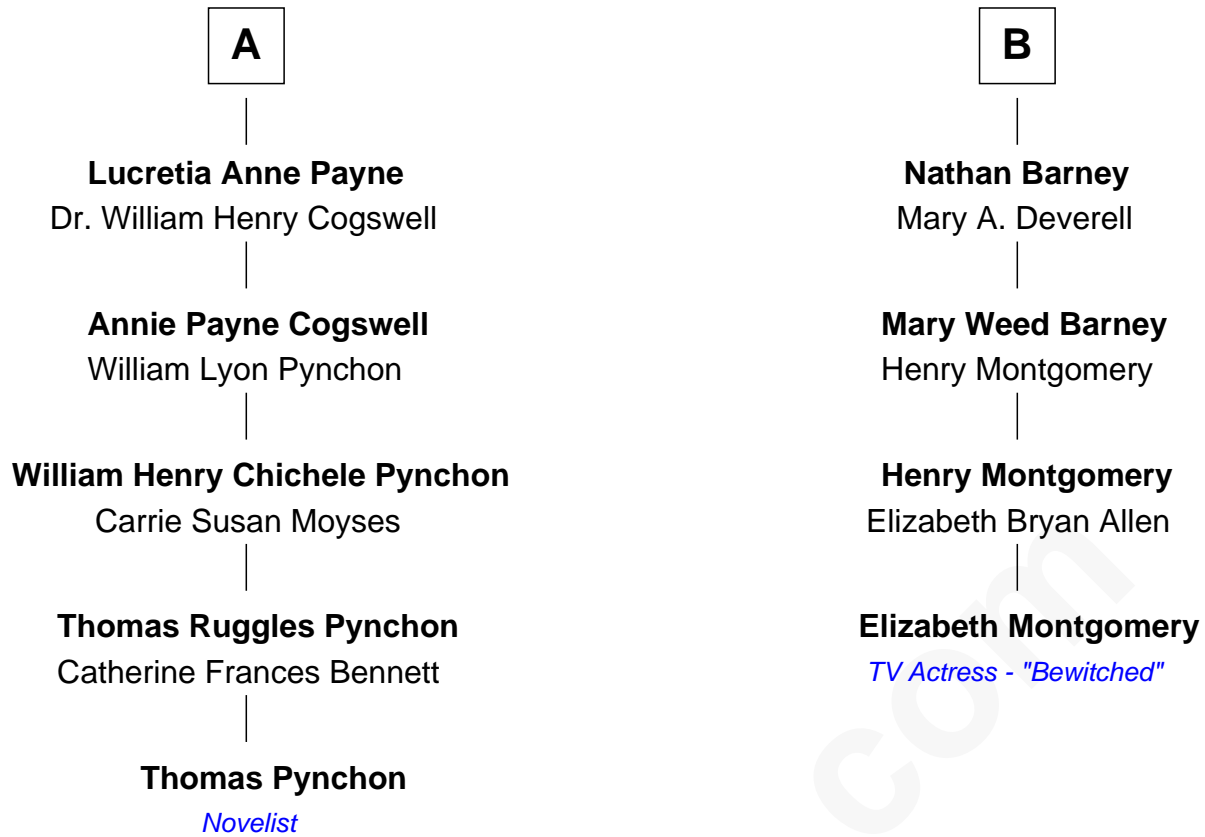 A
Lucretia Anne Payne
Dr. William Henry Cogswell
Annie Payne Cogswell
William Lyon Pynchon
William Henry Chichele Pynchon
Carrie Susan Moyses
Thomas Ruggles Pynchon
Catherine Frances Bennett
Thomas Pynchon
Novelist
B
Nathan Barney
Mary A. Deverell
Mary Weed Barney
Henry Montgomery
Henry Montgomery
Elizabeth Bryan Allen
Elizabeth Montgomery
TV Actress - "Bewitched"
com